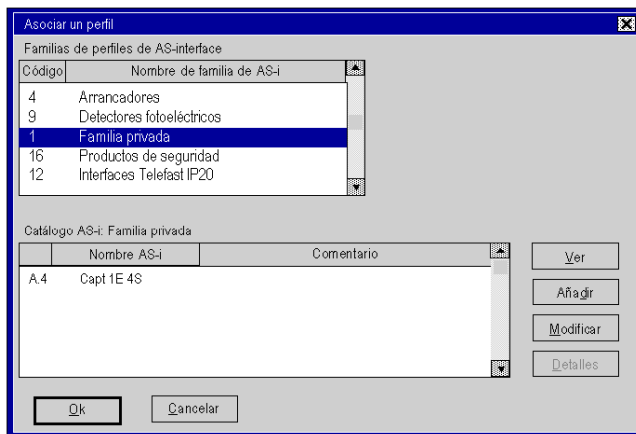 Asociar un perfil
Familias de perfiles de AS-interface
Código Nombre de familia de AS-i
4 Arrancadores
9 Detectores fotoeléctricos
1 Familia privada
16 Productos de seguridad
12 Interfaces Telefast IP20
Catálogo AS-i: Familia privada
Nombre AS-i Comentario
A.4 Capt 1E 4S
Ver
Añadir
Modificar
Detalles
Ok Cancelar